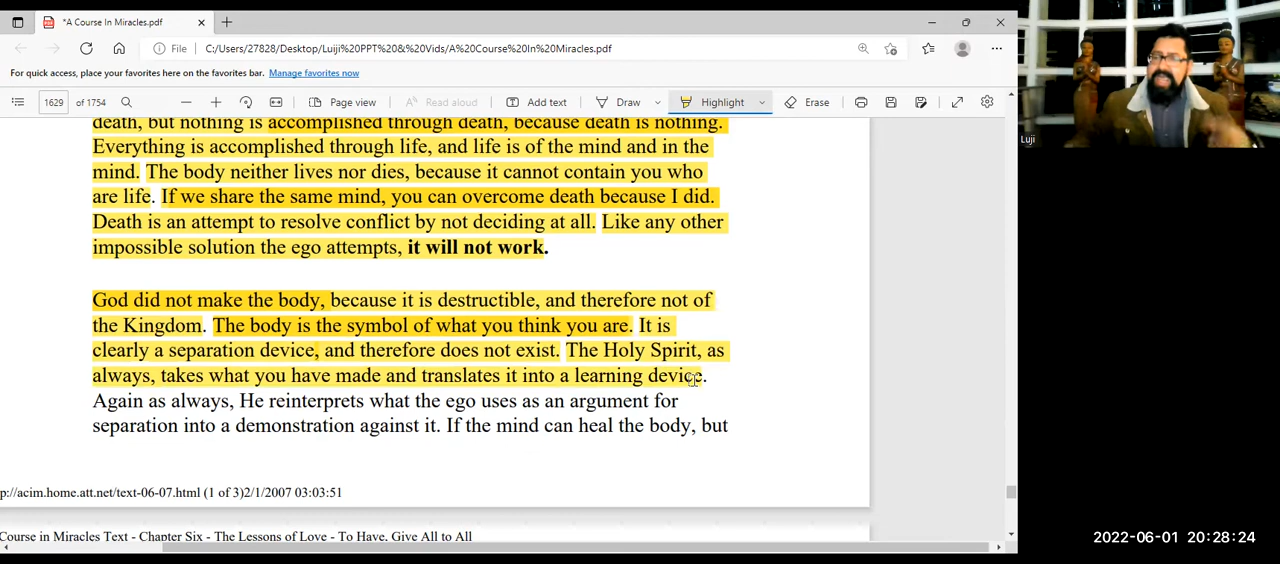 *A Course In Miracles.pdf
File C:/Users/27828/Desktop/Luiji%20PPT%20&%20Vids/A%20Course%20In%20Miracles.pdf
For quick access, place your favorites here on the favorites bar. Manage favorites now
1629 of 1754 Page view Read aloud Add text Draw Highlight Erase
death, but nothing is accomplished through death, because death is nothing.
Everything is accomplished through life, and life is of the mind and in the
mind. The body neither lives nor dies, because it cannot contain you who
are life. If we share the same mind, you can overcome death because I did.
Death is an attempt to resolve conflict by not deciding at all. Like any other
impossible solution the ego attempts, it will not work.
God did not make the body, because it is destructible, and therefore not of
the Kingdom. The body is the symbol of what you think you are. It is
clearly a separation device, and therefore does not exist. The Holy Spirit, as
always, takes what you have made and translates it into a learning device.
Again as always, He reinterprets what the ego uses as an argument for
separation into a demonstration against it. If the mind can heal the body, but
p://acim.home.att.net/text-06-07.html (1 of 3)2/1/2007 03:03:51
Course in Miracles Text - Chapter Six - The Lessons of Love - To Have, Give All to All
Luji
2022-06-01 20:28:24